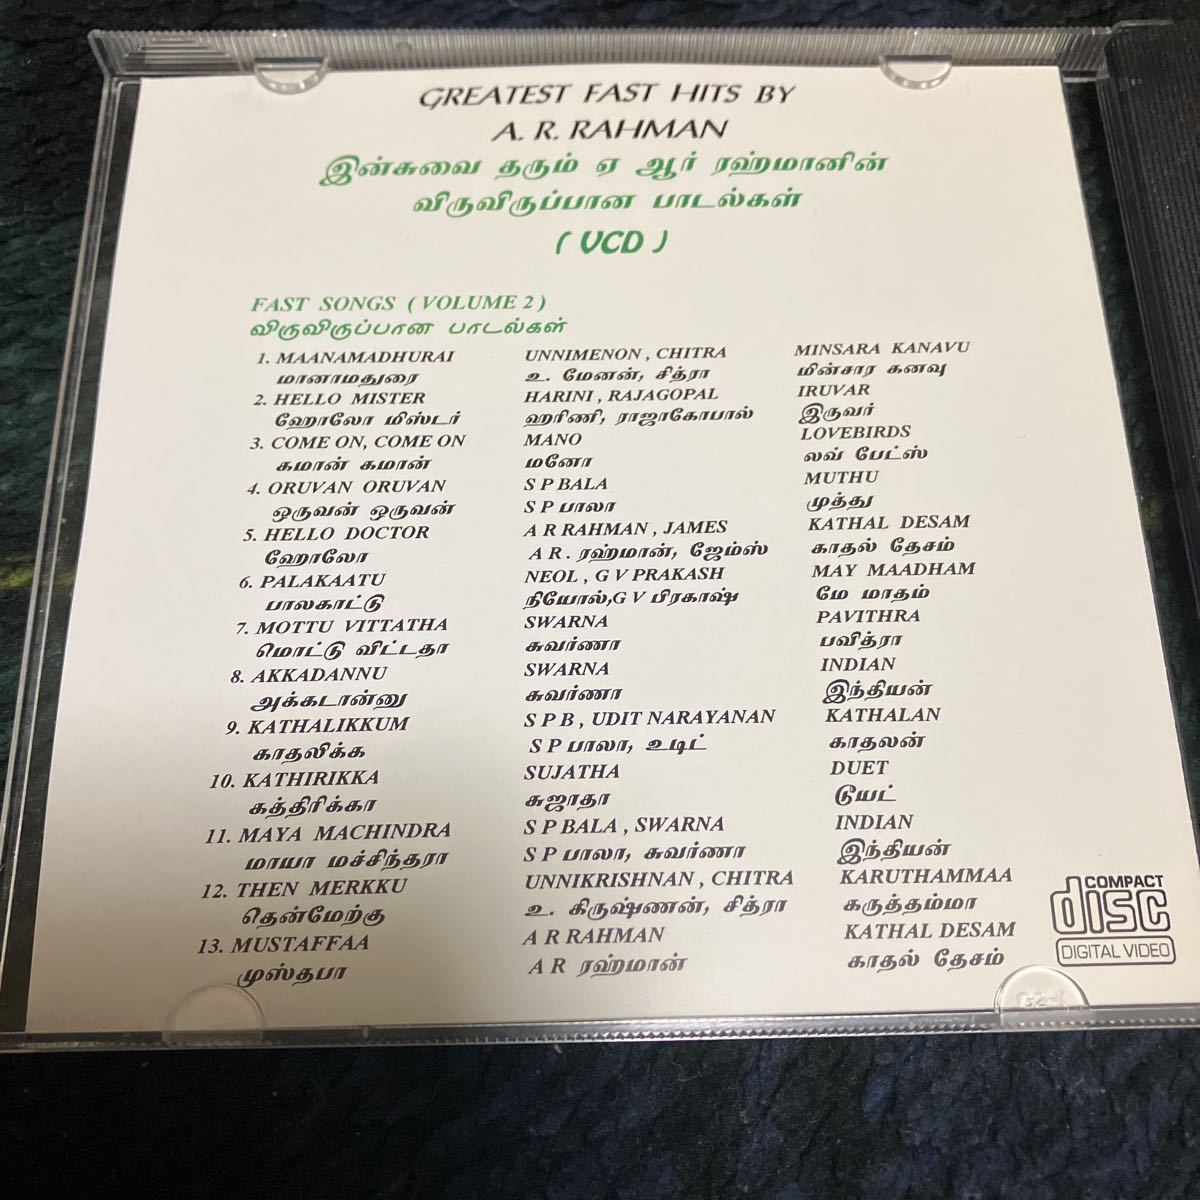 GREATEST FAST HITS BY
A. R. RAHMAN
இன்சுவை தரும் ஏ ஆர் ரஹ்மானின்
விருவிருப்பான பாடல்கள்
( VCD )
FAST SONGS ( VOLUME 2 )
விருவிருப்பான பாடல்கள்
1. MAANAMADHURAI UNNIMENON , CHITRA MINSARA KANAVU
மானாமதுரை உ. மேனன், சித்ரா மின்சார கனவு
2. HELLO MISTER HARINI , RAJAGOPAL IRUVAR
ஹோலோ மிஸ்டர் ஹரிணி, ராஜாகோபால் இருவர்
3. COME ON, COME ON MANO LOVEBIRDS
கமான் கமான் மனோ லவ் பேட்ஸ்
4. ORUVAN ORUVAN S P BALA MUTHU
ஒருவன் ஒருவன் S P பாலா முத்து
5. HELLO DOCTOR A R RAHMAN , JAMES KATHAL DESAM
ஹோலோ A R . ரஹ்மான், ஜேம்ஸ் காதல் தேசம்
6. PALAKAATU NEOL , G V PRAKASH MAY MAADHAM
பாலகாட்டு நியோல்,G V பிரகாஷ் மே மாதம்
7. MOTTU VITTATHA SWARNA PAVITHRA
மொட்டு விட்டதா சுவர்ணா பவித்ரா
8. AKKADANNU SWARNA INDIAN
அக்கடான்னு சுவர்ணா இந்தியன்
9. KATHALIKKUM S P B , UDIT NARAYANAN KATHALAN
காதலிக்க S P பாலா, உடிட் காதலன்
10. KATHIRIKKA SUJATHA DUET
கத்திரிக்கா சுஜாதா டூயட்
11. MAYA MACHINDRA S P BALA , SWARNA INDIAN
மாயா மச்சிந்தரா S P பாலா, சுவர்ணா இந்தியன்
12. THEN MERKKU UNNIKRISHNAN , CHITRA KARUTHAMMAA
தென்மேற்கு உ. கிருஷ்ணன், சித்ரா கருத்தம்மா
13. MUSTAFFAA A R RAHMAN KATHAL DESAM
முஸ்தபா A R ரஹ்மான் காதல் தேசம்
COMPACT
disc
DIGITAL VIDEO